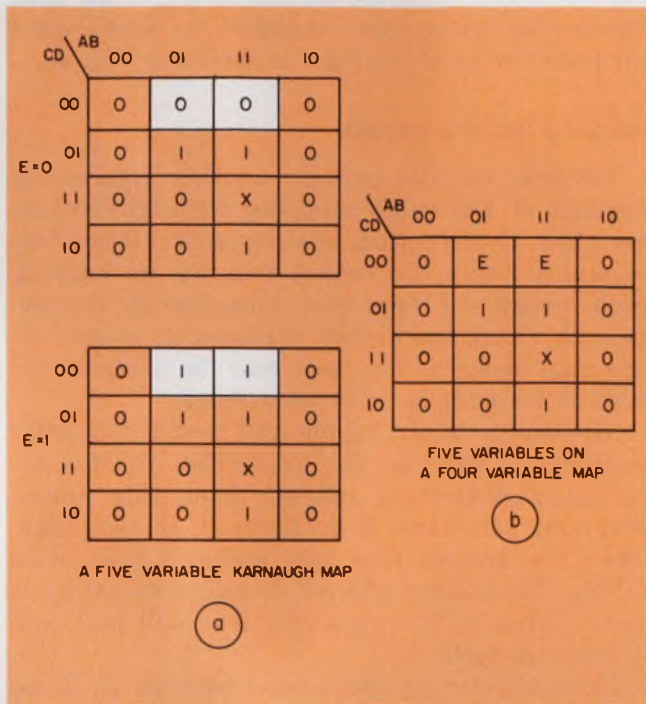 AB
CD 00 01 11 10
00 0 0 0 0
E=0
01 0 1 1 0
11 0 0 X 0
10 0 0 1 0
00 0 1 1 0
E=1
01 0 1 1 0
11 0 0 X 0
10 0 0 1 0
A FIVE VARIABLE KARNAUGH MAP
a
AB
CD 00 01 11 10
00 0 E E 0
01 0 1 1 0
11 0 0 X 0
10 0 0 1 0
FIVE VARIABLES ON
A FOUR VARIABLE MAP
b